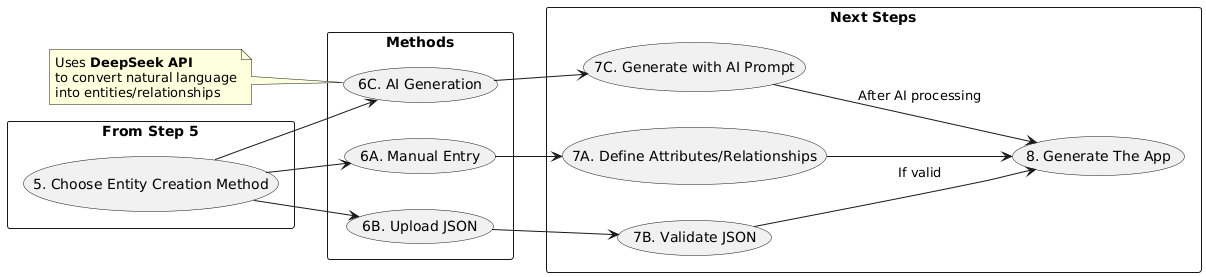 Uses DeepSeek API
to convert natural language
into entities/relationships
From Step 5
5. Choose Entity Creation Method
Methods
6C. AI Generation
6A. Manual Entry
6B. Upload JSON
Next Steps
7C. Generate with AI Prompt
After AI processing
7A. Define Attributes/Relationships
8. Generate The App
If valid
7B. Validate JSON